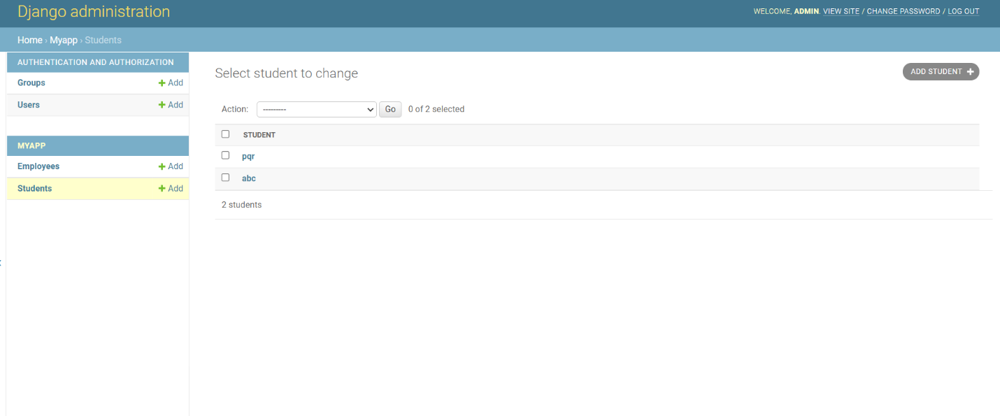 Django administration
WELCOME, ADMIN. VIEW SITE / CHANGE PASSWORD / LOG OUT
Home › Myapp › Students
AUTHENTICATION AND AUTHORIZATION
Groups + Add
Users + Add
MYAPP
Employees + Add
Students + Add
Select student to change
ADD STUDENT +
Action: --------- Go 0 of 2 selected
STUDENT
pqr
abc
2 students